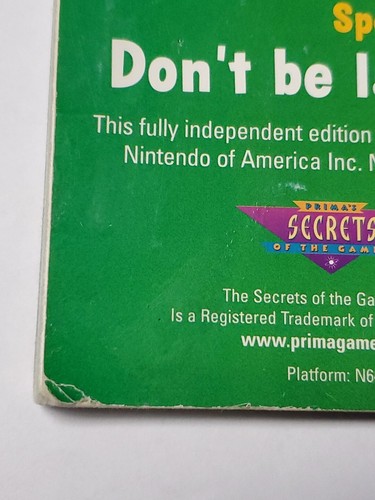 Sp
Don't be l
This fully independent edition
Nintendo of America Inc. N
PRIMA'S
SECRETS
OF THE GAM
The Secrets of the Ga
Is a Registered Trademark of
www.primagame
Platform: N6